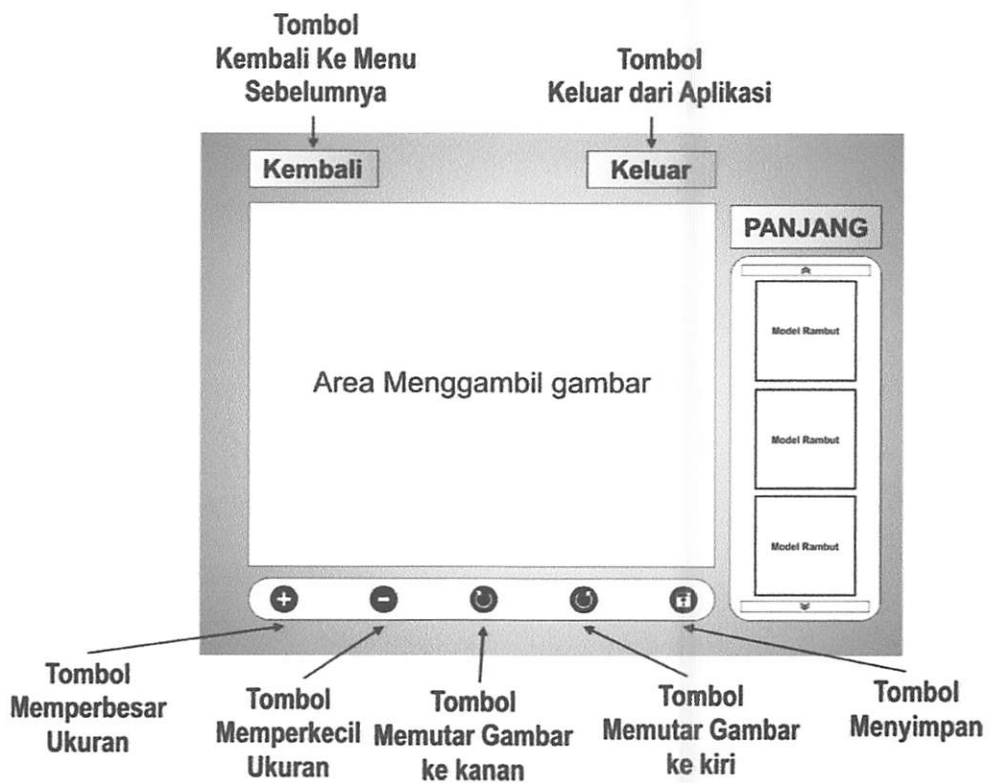 Tombol
Kembali Ke Menu
Sebelumnya
Tombol
Keluar dari Aplikasi
Kembali
Keluar
PANJANG
Model Rambut
Area Menggambil gambar
Model Rambut
Model Rambut
Tombol
Memperbesar
Ukuran
Tombol
Memperkecil
Ukuran
Tombol
Memutar Gambar
ke kanan
Tombol
Memutar Gambar
ke kiri
Tombol
Menyimpan